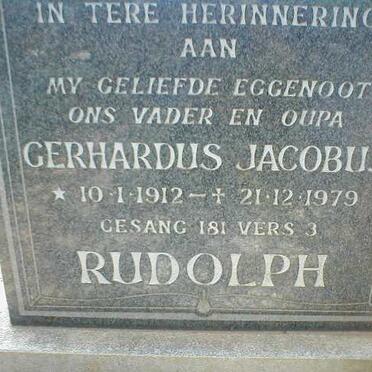 IN TERE HERINNERING
AAN
MY GELIEFDE EGGENOOT
ONS VADER EN OUPA
GERHARDUS JACOBUS
★ 10·1·1912 — ✝ 21·12·1979
GESANG 181 VERS 3
RUDOLPH